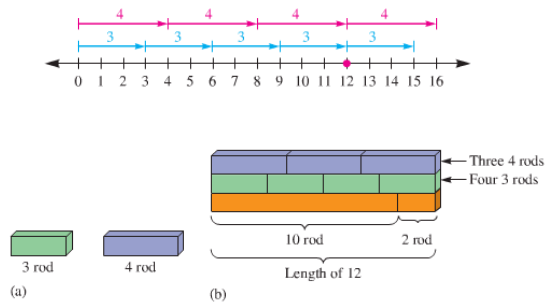 4 4 4 4
3 3 3 3 3
0 1 2 3 4 5 6 7 8 9 10 11 12 13 14 15 16
Three 4 rods
Four 3 rods
10 rod 2 rod
Length of 12
3 rod 4 rod
(a) (b)